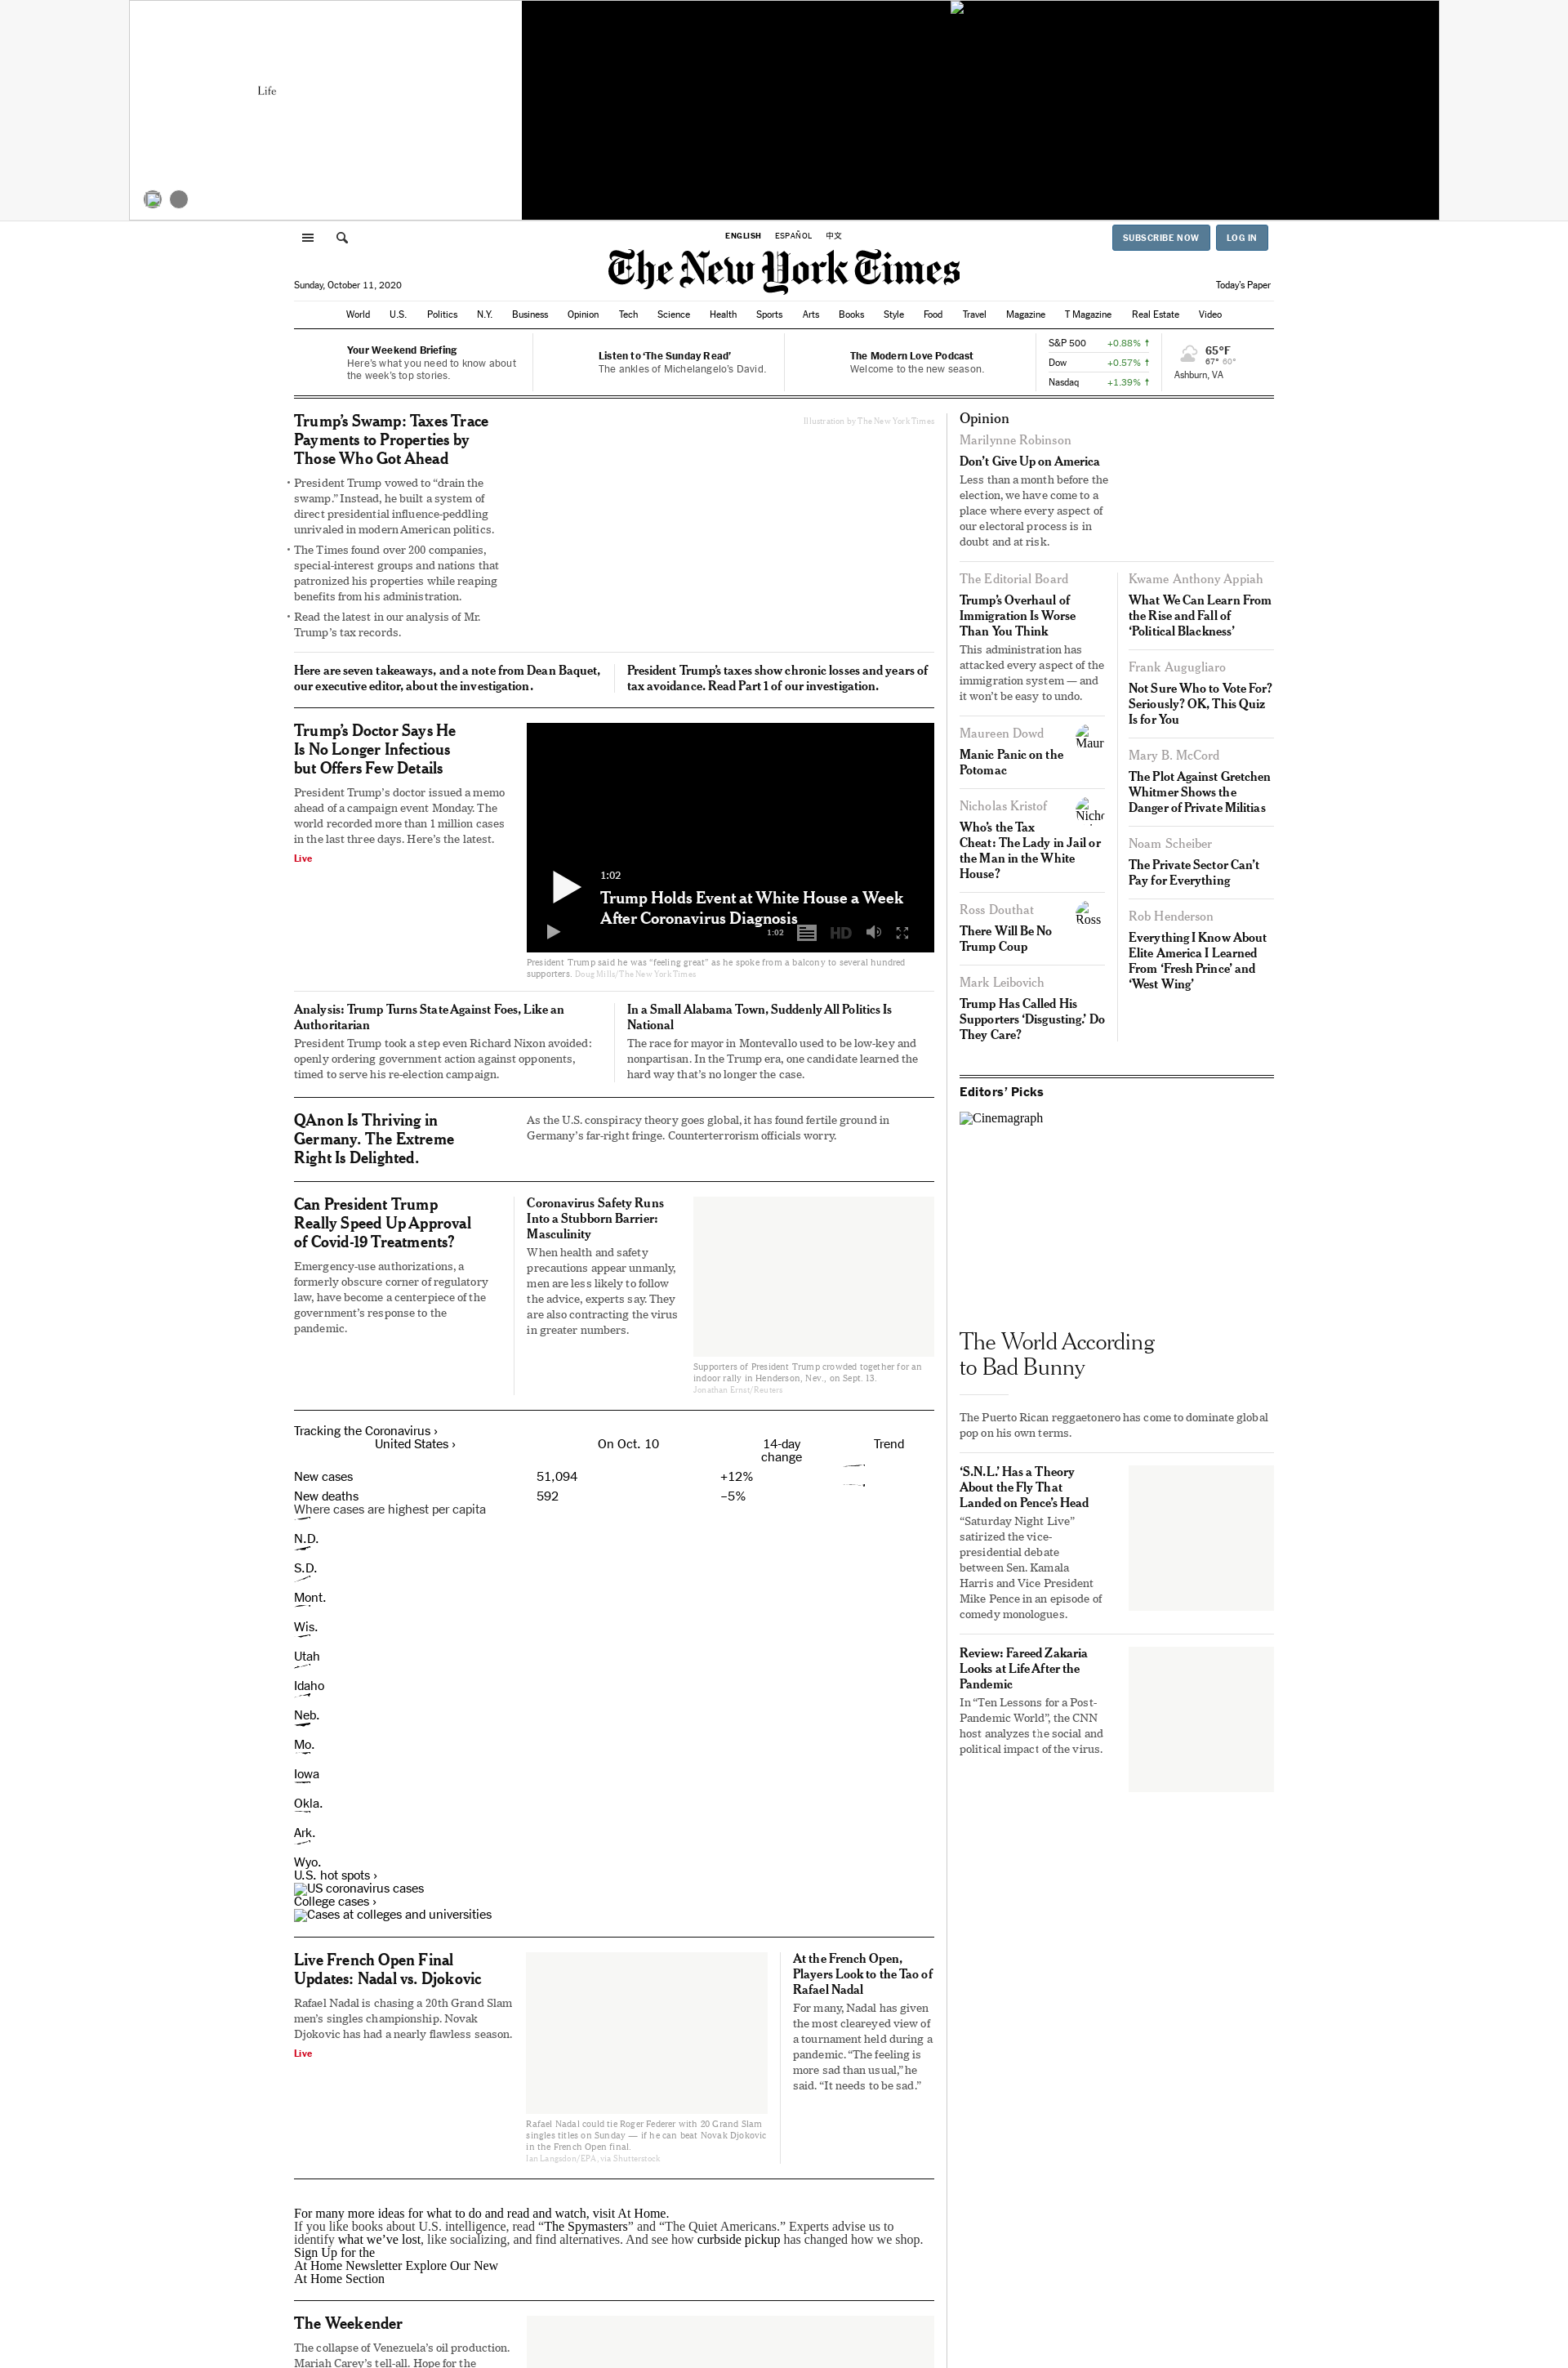 Life
ENGLISH ESPAÑOL 中文
SUBSCRIBE NOW LOG IN
The New York Times
Sunday, October 11, 2020
Today's Paper
World U.S. Politics N.Y. Business Opinion Tech Science Health Sports Arts Books Style Food Travel Magazine T Magazine Real Estate Video
Your Weekend Briefing
Here's what you need to know about
the week's top stories.
Listen to ‘The Sunday Read’
The ankles of Michelangelo's David.
The Modern Love Podcast
Welcome to the new season.
S&P 500 +0.88% ↑
Dow +0.57% ↑
Nasdaq +1.39% ↑
65°F
67° 60°
Ashburn, VA
Trump’s Swamp: Taxes Trace
Payments to Properties by
Those Who Got Ahead
• President Trump vowed to “drain the
swamp.” Instead, he built a system of
direct presidential influence-peddling
unrivaled in modern American politics.
• The Times found over 200 companies,
special-interest groups and nations that
patronized his properties while reaping
benefits from his administration.
• Read the latest in our analysis of Mr.
Trump’s tax records.
Illustration by The New York Times
Here are seven takeaways, and a note from Dean Baquet,
our executive editor, about the investigation.
President Trump’s taxes show chronic losses and years of
tax avoidance. Read Part 1 of our investigation.
Trump’s Doctor Says He
Is No Longer Infectious
but Offers Few Details
President Trump’s doctor issued a memo
ahead of a campaign event Monday. The
world recorded more than 1 million cases
in the last three days. Here’s the latest.
Live
1:02
Trump Holds Event at White House a Week
After Coronavirus Diagnosis
1:02 HD
President Trump said he was “feeling great” as he spoke from a balcony to several hundred
supporters. Doug Mills/The New York Times
Analysis: Trump Turns State Against Foes, Like an
Authoritarian
President Trump took a step even Richard Nixon avoided:
openly ordering government action against opponents,
timed to serve his re-election campaign.
In a Small Alabama Town, Suddenly All Politics Is
National
The race for mayor in Montevallo used to be low-key and
nonpartisan. In the Trump era, one candidate learned the
hard way that’s no longer the case.
QAnon Is Thriving in
Germany. The Extreme
Right Is Delighted.
As the U.S. conspiracy theory goes global, it has found fertile ground in
Germany’s far-right fringe. Counterterrorism officials worry.
Can President Trump
Really Speed Up Approval
of Covid-19 Treatments?
Emergency-use authorizations, a
formerly obscure corner of regulatory
law, have become a centerpiece of the
government’s response to the
pandemic.
Coronavirus Safety Runs
Into a Stubborn Barrier:
Masculinity
When health and safety
precautions appear unmanly,
men are less likely to follow
the advice, experts say. They
are also contracting the virus
in greater numbers.
Supporters of President Trump crowded together for an
indoor rally in Henderson, Nev., on Sept. 13.
Jonathan Ernst/Reuters
Tracking the Coronavirus ›
United States › On Oct. 10 14-day
change Trend
New cases 51,094 +12%
New deaths 592 –5%
Where cases are highest per capita
N.D.
S.D.
Mont.
Wis.
Utah
Idaho
Neb.
Mo.
Iowa
Okla.
Ark.
Wyo.
U.S. hot spots ›
US coronavirus cases
College cases ›
Cases at colleges and universities
Live French Open Final
Updates: Nadal vs. Djokovic
Rafael Nadal is chasing a 20th Grand Slam
men’s singles championship. Novak
Djokovic has had a nearly flawless season.
Live
Rafael Nadal could tie Roger Federer with 20 Grand Slam
singles titles on Sunday — if he can beat Novak Djokovic
in the French Open final.
Ian Langsdon/EPA, via Shutterstock
At the French Open,
Players Look to the Tao of
Rafael Nadal
For many, Nadal has given
the most cleareyed view of
a tournament held during a
pandemic. “The feeling is
more sad than usual,” he
said. “It needs to be sad.”
For many more ideas for what to do and read and watch, visit At Home.
If you like books about U.S. intelligence, read “The Spymasters” and “The Quiet Americans.” Experts advise us to
identify what we’ve lost, like socializing, and find alternatives. And see how curbside pickup has changed how we shop.
Sign Up for the
At Home Newsletter Explore Our New
At Home Section
The Weekender
The collapse of Venezuela’s oil production.
Mariah Carey’s tell-all. Hope for the
Opinion
Marilynne Robinson
Don’t Give Up on America
Less than a month before the
election, we have come to a
place where every aspect of
our electoral process is in
doubt and at risk.
The Editorial Board
Trump’s Overhaul of
Immigration Is Worse
Than You Think
This administration has
attacked every aspect of the
immigration system — and
it won’t be easy to undo.
Maureen Dowd
Maur
Manic Panic on the
Potomac
Nicholas Kristof
Nicho
Who’s the Tax
Cheat: The Lady in Jail or
the Man in the White
House?
Ross Douthat
Ross
There Will Be No
Trump Coup
Mark Leibovich
Trump Has Called His
Supporters ‘Disgusting.’ Do
They Care?
Kwame Anthony Appiah
What We Can Learn From
the Rise and Fall of
‘Political Blackness’
Frank Augugliaro
Not Sure Who to Vote For?
Seriously? OK, This Quiz
Is for You
Mary B. McCord
The Plot Against Gretchen
Whitmer Shows the
Danger of Private Militias
Noam Scheiber
The Private Sector Can’t
Pay for Everything
Rob Henderson
Everything I Know About
Elite America I Learned
From ‘Fresh Prince’ and
‘West Wing’
Editors’ Picks
Cinemagraph
The World According
to Bad Bunny
The Puerto Rican reggaetonero has come to dominate global
pop on his own terms.
‘S.N.L.’ Has a Theory
About the Fly That
Landed on Pence’s Head
“Saturday Night Live”
satirized the vice-
presidential debate
between Sen. Kamala
Harris and Vice President
Mike Pence in an episode of
comedy monologues.
Review: Fareed Zakaria
Looks at Life After the
Pandemic
In “Ten Lessons for a Post-
Pandemic World”, the CNN
host analyzes the social and
political impact of the virus.